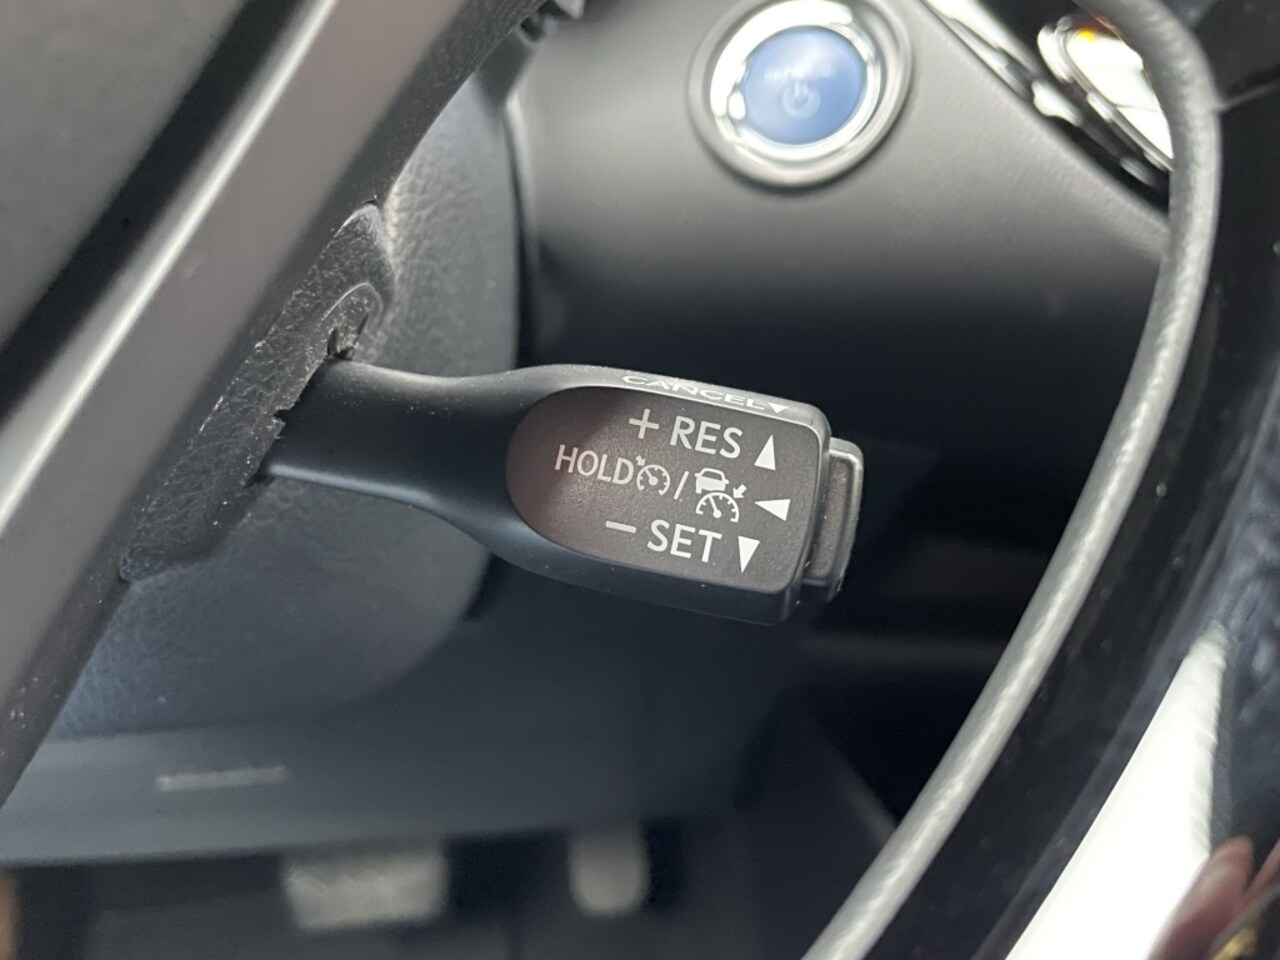 CANCEL▼
+ RES ▲
HOLD / ◀
− SET ▼